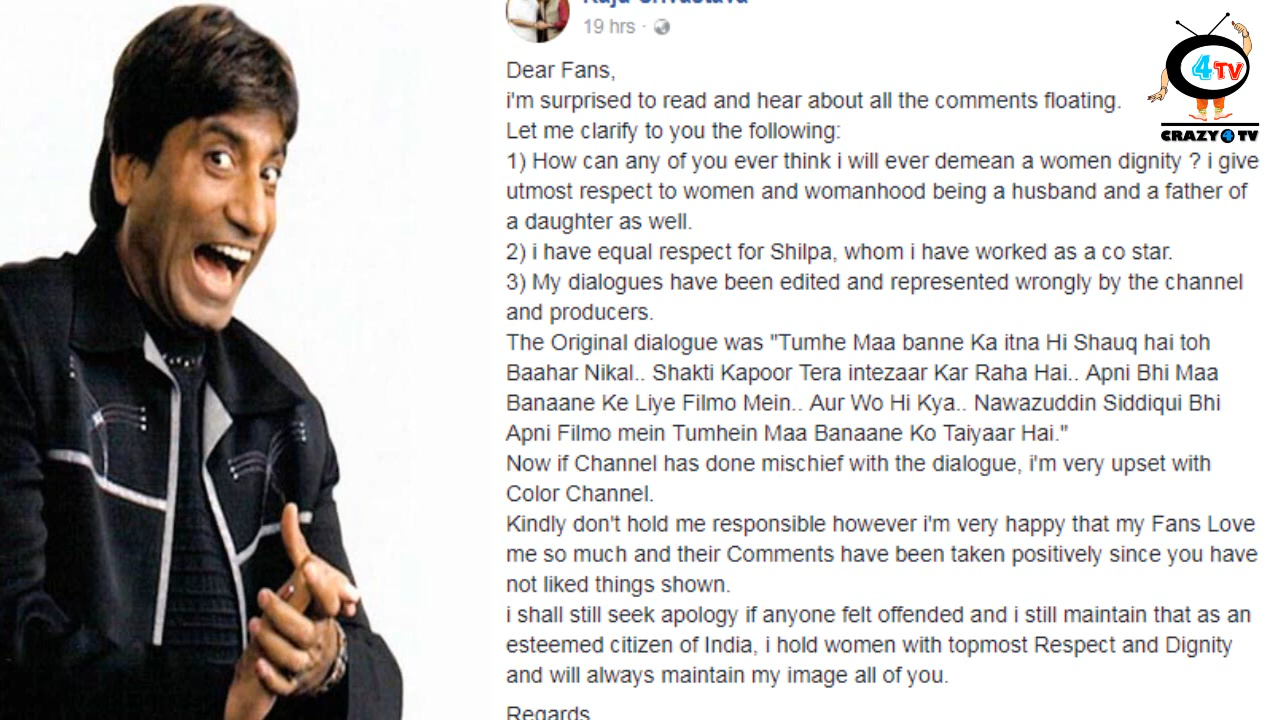 19 hrs ·
4TV
CRAZY 4 TV
Dear Fans,
i'm surprised to read and hear about all the comments floating.
Let me clarify to you the following:
1) How can any of you ever think i will ever demean a women dignity ? i give
utmost respect to women and womanhood being a husband and a father of
a daughter as well.
2) i have equal respect for Shilpa, whom i have worked as a co star.
3) My dialogues have been edited and represented wrongly by the channel
and producers.
The Original dialogue was "Tumhe Maa banne Ka itna Hi Shauq hai toh
Baahar Nikal.. Shakti Kapoor Tera intezaar Kar Raha Hai.. Apni Bhi Maa
Banaane Ke Liye Filmo Mein.. Aur Wo Hi Kya.. Nawazuddin Siddiqui Bhi
Apni Filmo mein Tumhein Maa Banaane Ko Taiyaar Hai."
Now if Channel has done mischief with the dialogue, i'm very upset with
Color Channel.
Kindly don't hold me responsible however i'm very happy that my Fans Love
me so much and their Comments have been taken positively since you have
not liked things shown.
i shall still seek apology if anyone felt offended and i still maintain that as an
esteemed citizen of India, i hold women with topmost Respect and Dignity
and will always maintain my image all of you.
Regards